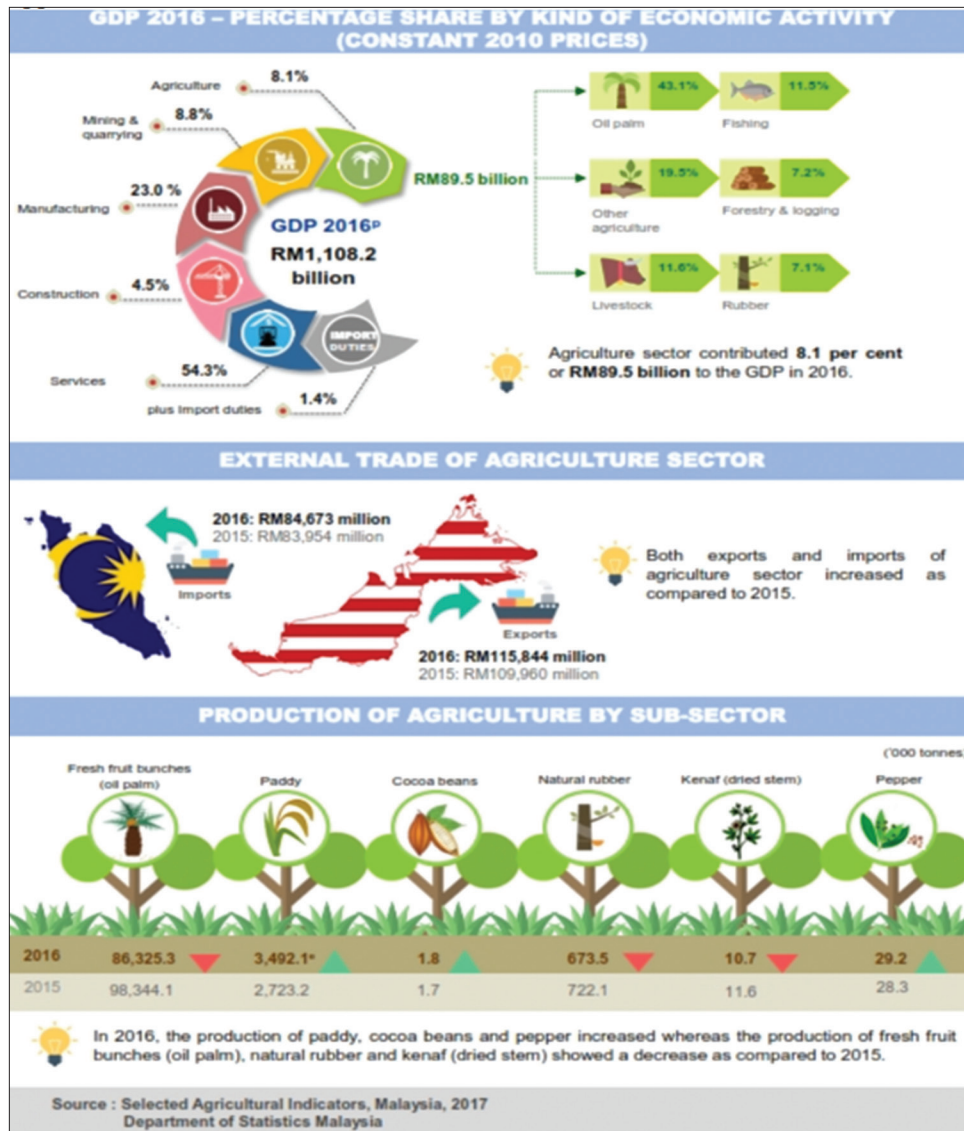 GDP 2016 – PERCENTAGE SHARE BY KIND OF ECONOMIC ACTIVITY
(CONSTANT 2010 PRICES)
Agriculture
8.1%
Mining &
quarrying
8.8%
Manufacturing
23.0 %
Construction
4.5%
Services
54.3%
plus Import duties
1.4%
IMPORT
DUTIES
GDP 2016ᵖ
RM1,108.2
billion
RM89.5 billion
43.1%
Oil palm
11.5%
Fishing
19.5%
Other
agriculture
7.2%
Forestry & logging
11.6%
Livestock
7.1%
Rubber
Agriculture sector contributed 8.1 per cent
or RM89.5 billion to the GDP in 2016.
EXTERNAL TRADE OF AGRICULTURE SECTOR
2016: RM84,673 million
2015: RM83,954 million
Imports
Exports
2016: RM115,844 million
2015: RM109,960 million
Both exports and imports of
agriculture sector increased as
compared to 2015.
PRODUCTION OF AGRICULTURE BY SUB-SECTOR
('000 tonnes)
Fresh fruit bunches
(oil palm)
Paddy
Cocoa beans
Natural rubber
Kenaf (dried stem)
Pepper
2016 86,325.3 3,492.1ᵉ 1.8 673.5 10.7 29.2
2015 98,344.1 2,723.2 1.7 722.1 11.6 28.3
In 2016, the production of paddy, cocoa beans and pepper increased whereas the production of fresh fruit
bunches (oil palm), natural rubber and kenaf (dried stem) showed a decrease as compared to 2015.
Source : Selected Agricultural Indicators, Malaysia, 2017
Department of Statistics Malaysia